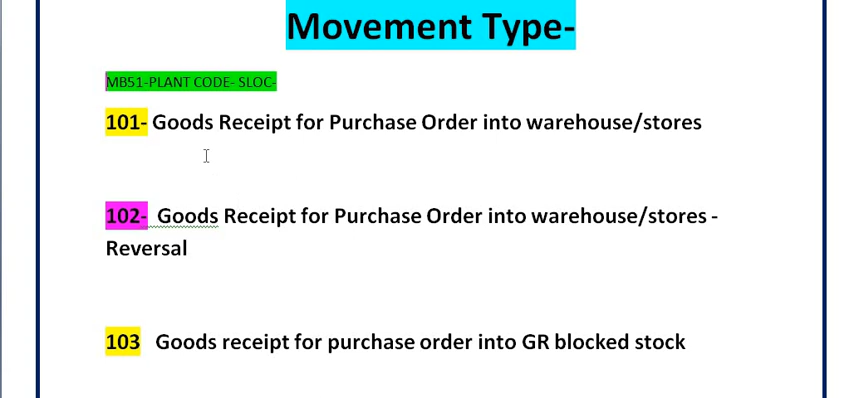 Movement Type-
MB51-PLANT CODE- SLOC-
101- Goods Receipt for Purchase Order into warehouse/stores
102- Goods Receipt for Purchase Order into warehouse/stores -
Reversal
103 Goods receipt for purchase order into GR blocked stock